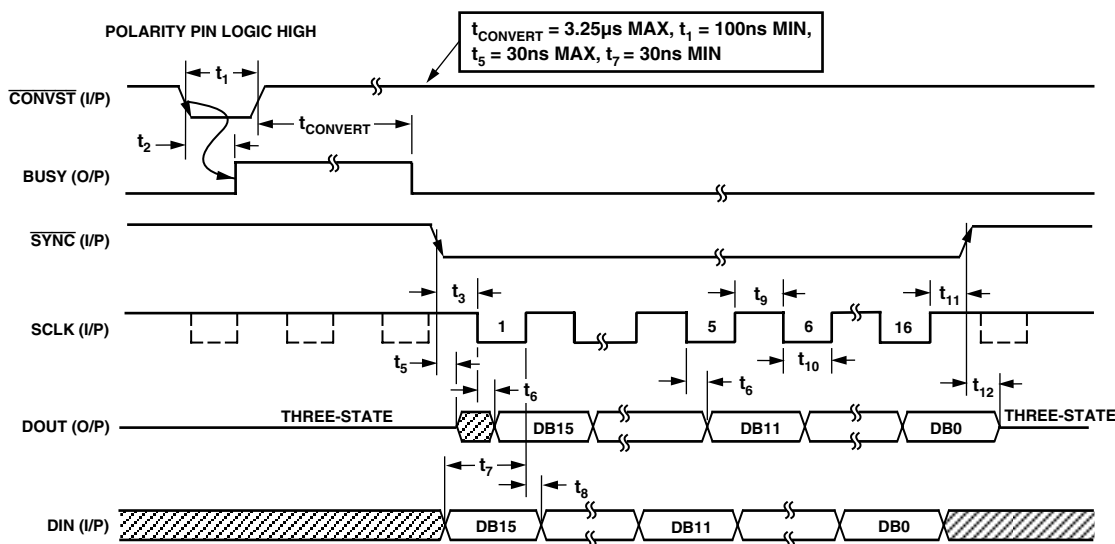 POLARITY PIN LOGIC HIGH
tCONVERT = 3.25µs MAX, t1 = 100ns MIN,
t5 = 30ns MAX, t7 = 30ns MIN
t1
CONVST (I/P)
t2
tCONVERT
BUSY (O/P)
SYNC (I/P)
t3
t9
t11
SCLK (I/P)
1
5
6
16
t5
t10
t6
t6
t12
THREE-STATE
THREE-STATE
DOUT (O/P)
DB15
DB11
DB0
t7
t8
DIN (I/P)
DB15
DB11
DB0